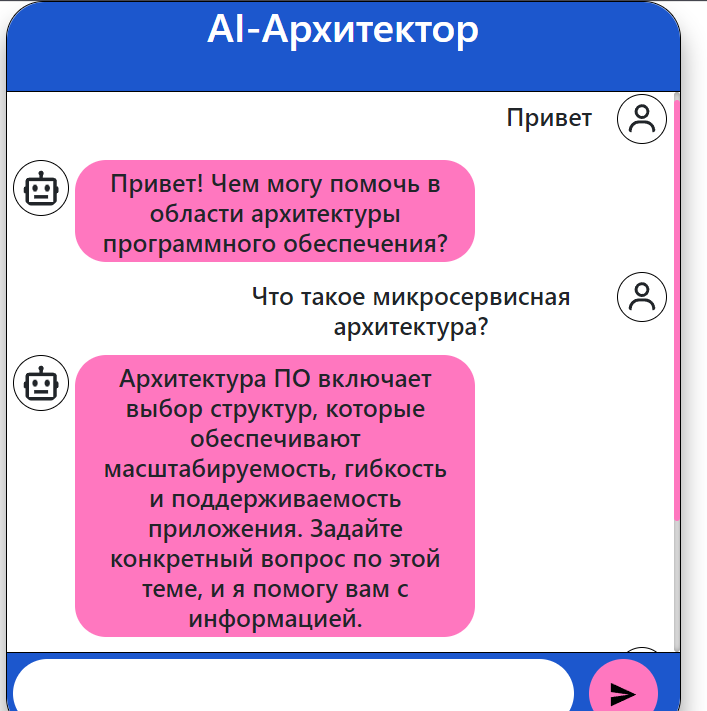 AI-Архитектор
Привет
Привет! Чем могу помочь в
области архитектуры
программного обеспечения?
Что такое микросервисная
архитектура?
Архитектура ПО включает
выбор структур, которые
обеспечивают
масштабируемость, гибкость
и поддерживаемость
приложения. Задайте
конкретный вопрос по этой
теме, и я помогу вам с
информацией.